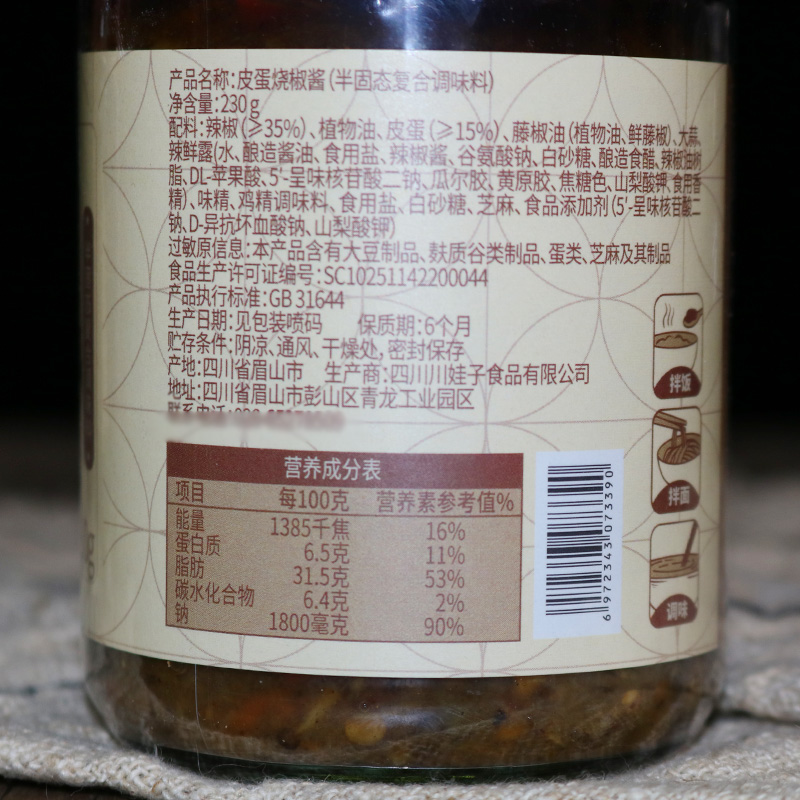 产品名称:皮蛋烧椒酱(半固态复合调味料)
净含量:230g
配料:辣椒(≥35%)、植物油、皮蛋(≥15%)、藤椒油(植物油、鲜藤椒)、大蒜、
辣鲜露(水、酿造酱油、食用盐、辣椒酱、谷氨酸钠、白砂糖、酿造食醋、辣椒油树
脂、DL-苹果酸、5'-呈味核苷酸二钠、瓜尔胶、黄原胶、焦糖色、山梨酸钾、食用香
精)、味精、鸡精调味料、食用盐、白砂糖、芝麻、食品添加剂(5'-呈味核苷酸二
钠、D-异抗坏血酸钠、山梨酸钾)
过敏原信息:本产品含有大豆制品、麸质谷类制品、蛋类、芝麻及其制品
食品生产许可证编号:SC10251142200044
产品执行标准:GB 31644
生产日期:见包装喷码 保质期:6个月
贮存条件:阴凉、通风、干燥处,密封保存
产地:四川省眉山市 生产商:四川川娃子食品有限公司
地址:四川省眉山市彭山区青龙工业园区
营养成分表
项目 每100克 营养素参考值%
能量 1385千焦 16%
蛋白质 6.5克 11%
脂肪 31.5克 53%
碳水化合物 6.4克 2%
钠 1800毫克 90%
6 972343 073390
拌饭
拌面
调味
g